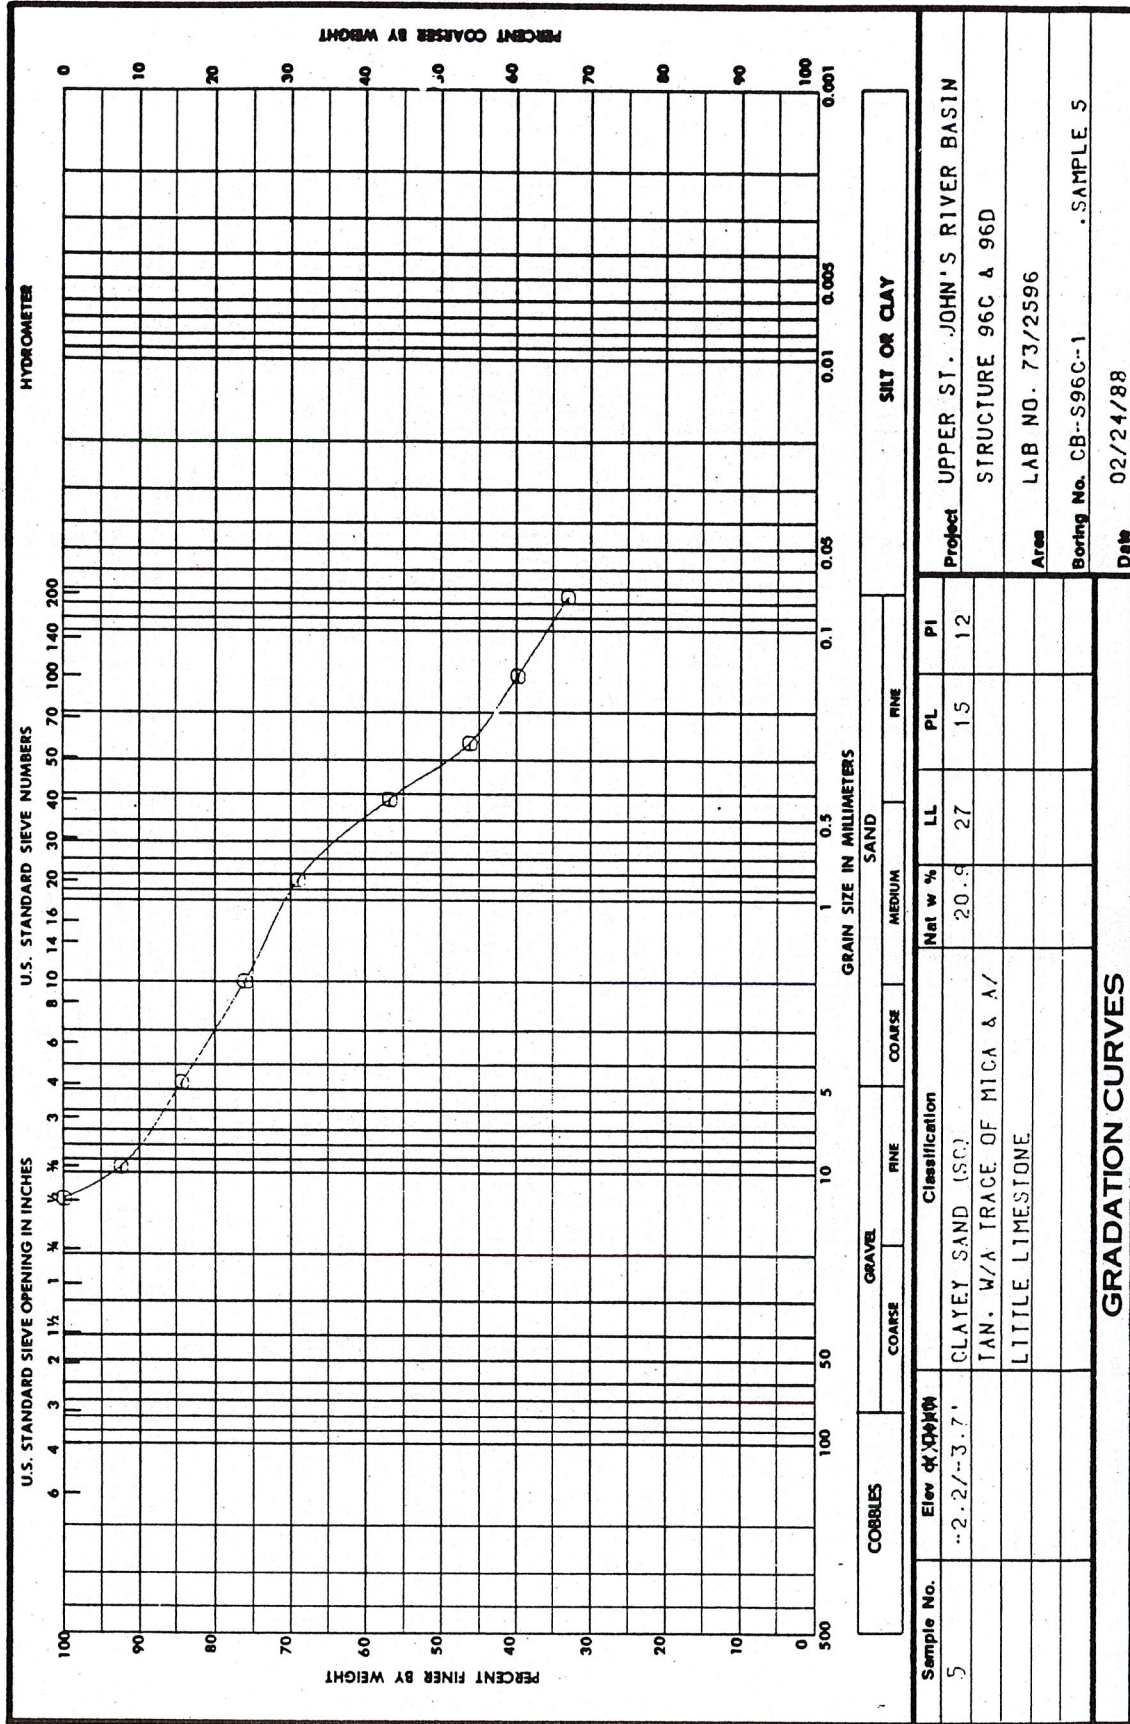 U.S. STANDARD SIEVE OPENING IN INCHES
U.S. STANDARD SIEVE NUMBERS
HYDROMETER
6 4 3 2 1½ 1 ¾ ½ ⅜ 3 4 6 8 10 14 16 20 30 40 50 70 100 140 200
PERCENT FINER BY WEIGHT
100
90
80
70
60
50
40
30
20
10
0
PERCENT COARSER BY WEIGHT
0
10
20
30
40
50
60
70
80
90
100
500 100 50 10 5 1 0.5 0.1 0.05 0.01 0.005 0.001
GRAIN SIZE IN MILLIMETERS
COBBLES GRAVEL SAND SILT OR CLAY
COARSE FINE COARSE MEDIUM FINE
Sample No. Elev Classification Nat w % LL PL PI
5 -2.2/-3.7' CLAYEY SAND (SC) 20.9 27 15 12
TAN, W/A TRACE OF MICA & A/
LITTLE LIMESTONE
Project UPPER ST. JOHN'S RIVER BASIN
STRUCTURE 96C & 96D
LAB NO. 73/2596
Area
Boring No. CB-S96C-1 SAMPLE 5
Date 02/24/88
GRADATION CURVES